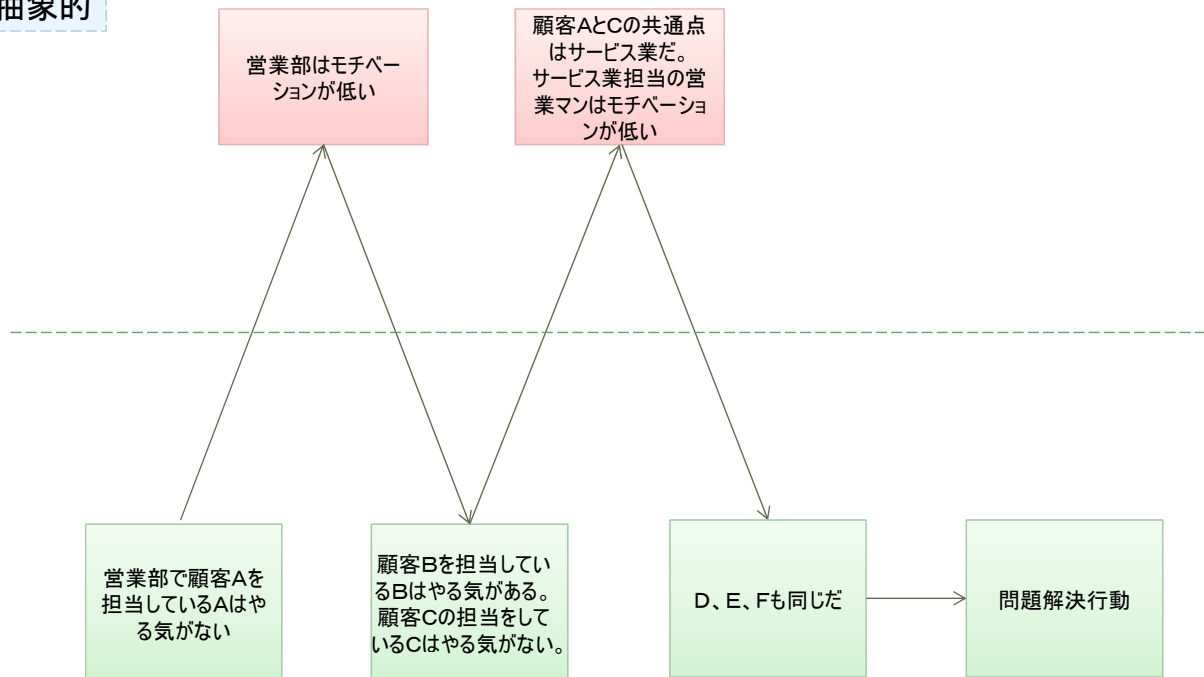 抽象的
営業部はモチベー
ションが低い
顧客AとCの共通点
はサービス業だ。
サービス業担当の営
業マンはモチベーショ
ンが低い
営業部で顧客Aを
担当しているAはや
る気がない
顧客Bを担当してい
るBはやる気がある。
顧客Cの担当をして
いるCはやる気がない。
D、E、Fも同じだ
問題解決行動